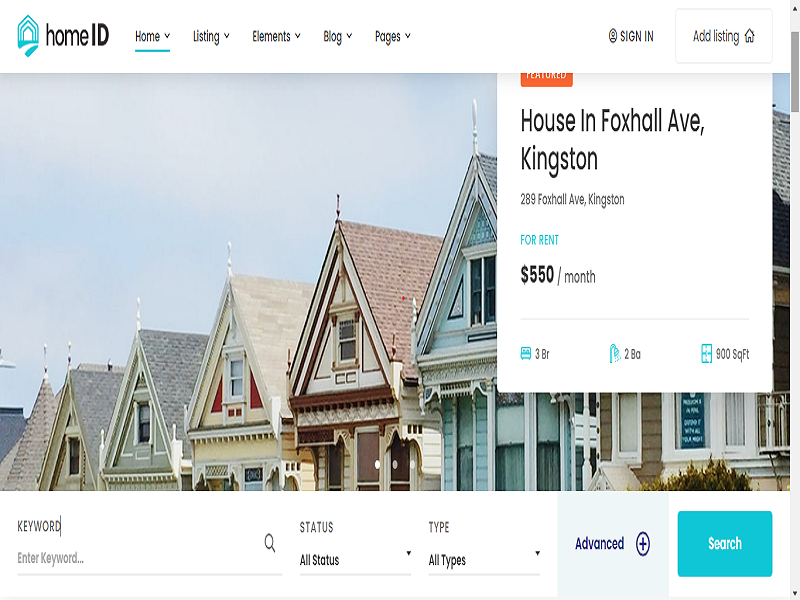 home ID
Home
Listing
Elements
Blog
Pages
SIGN IN
Add listing
FEATURED
House In Foxhall Ave,
Kingston
289 Foxhall Ave, Kingston
FOR RENT
$550 / month
3 Br
2 Ba
900 SqFt
KEYWORD
Enter Keyword...
STATUS
All Status
TYPE
All Types
Advanced
Search